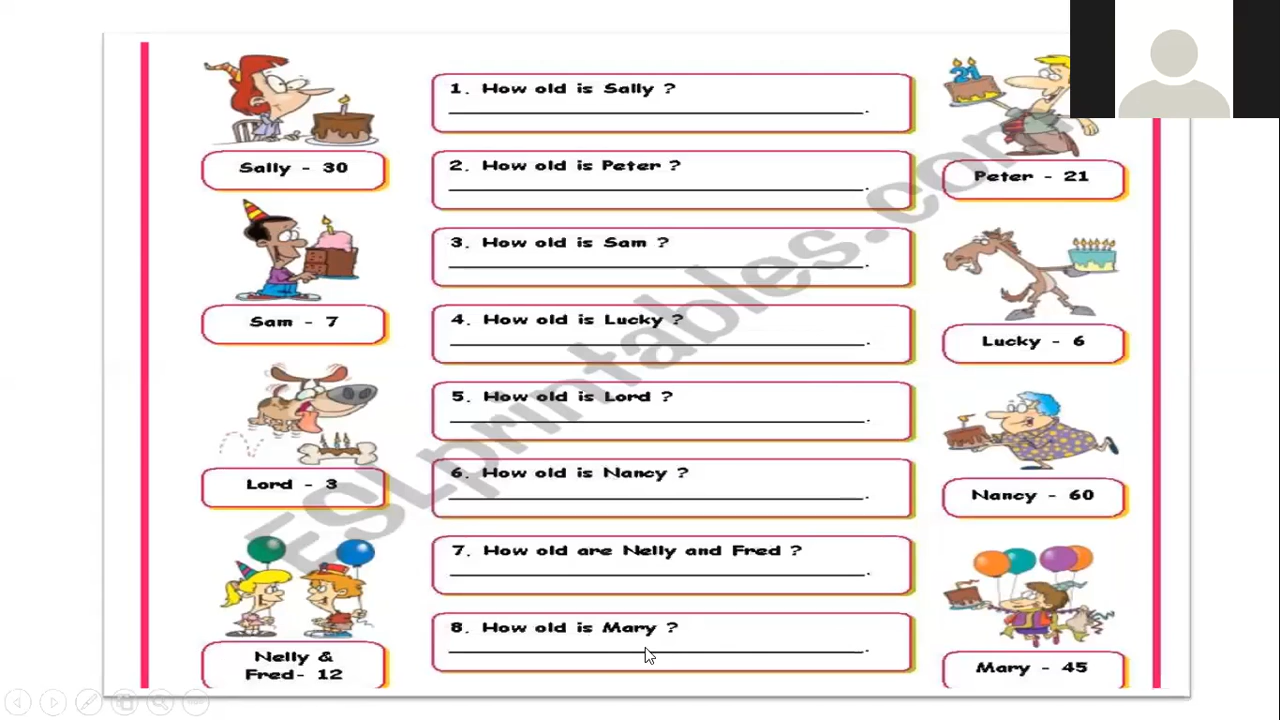 1. How old is Sally ?
2. How old is Peter ?
3. How old is Sam ?
4. How old is Lucky ?
5. How old is Lord ?
6. How old is Nancy ?
7. How old are Nelly and Fred ?
8. How old is Mary ?
Sally - 30
Sam - 7
Lord - 3
Nelly &
Fred- 12
21
Peter - 21
Lucky - 6
Nancy - 60
Mary - 45
ESLprintables.com